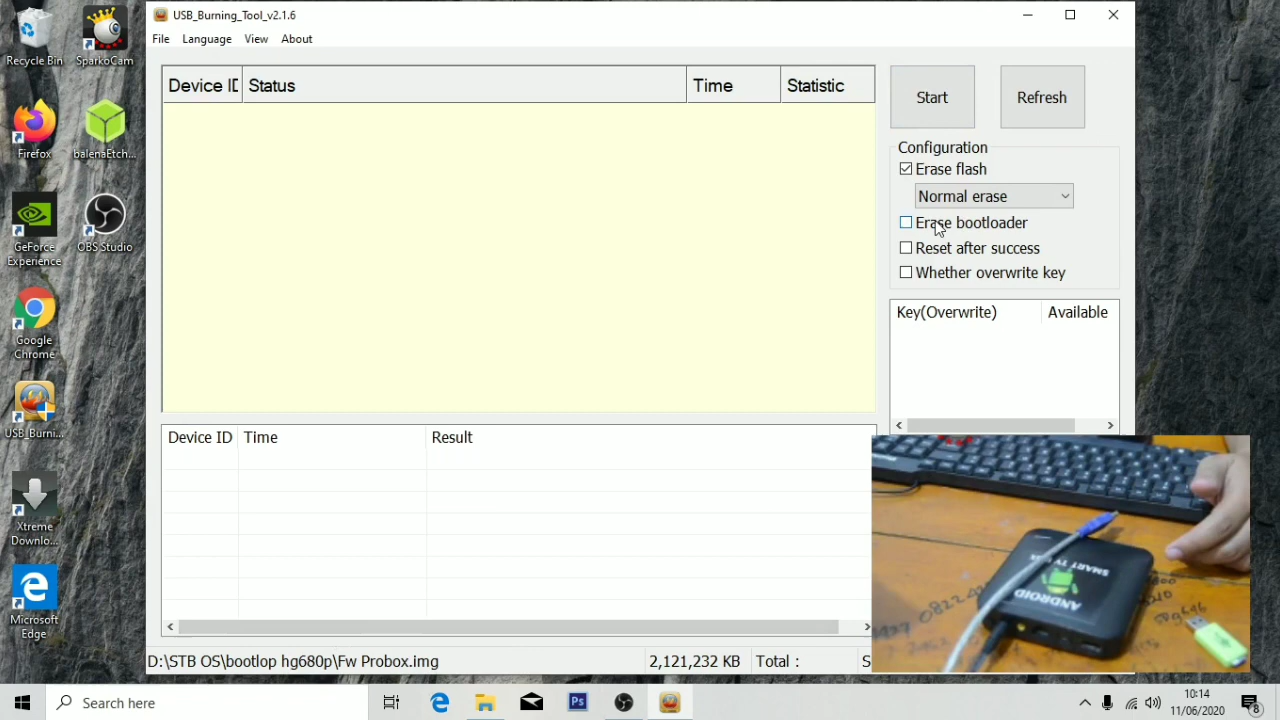 Recycle Bin
SparkoCam
Firefox
balenaEtch...
GeForce
Experience
OBS Studio
Google
Chrome
USB_Burni...
Xtreme
Downlo...
Microsoft
Edge
USB_Burning_Tool_v2.1.6
File Language View About
Device ID Status Time Statistic
Start Refresh
Configuration
Erase flash
Normal erase
Erase bootloader
Reset after success
Whether overwrite key
Key(Overwrite) Available
Device ID Time Result
D:\STB OS\bootlop hg680p\Fw Probox.img 2,121,232 KB Total : S
SMART TV BOX
ANDROID
Search here
Ps
10:14
11/06/2020
8